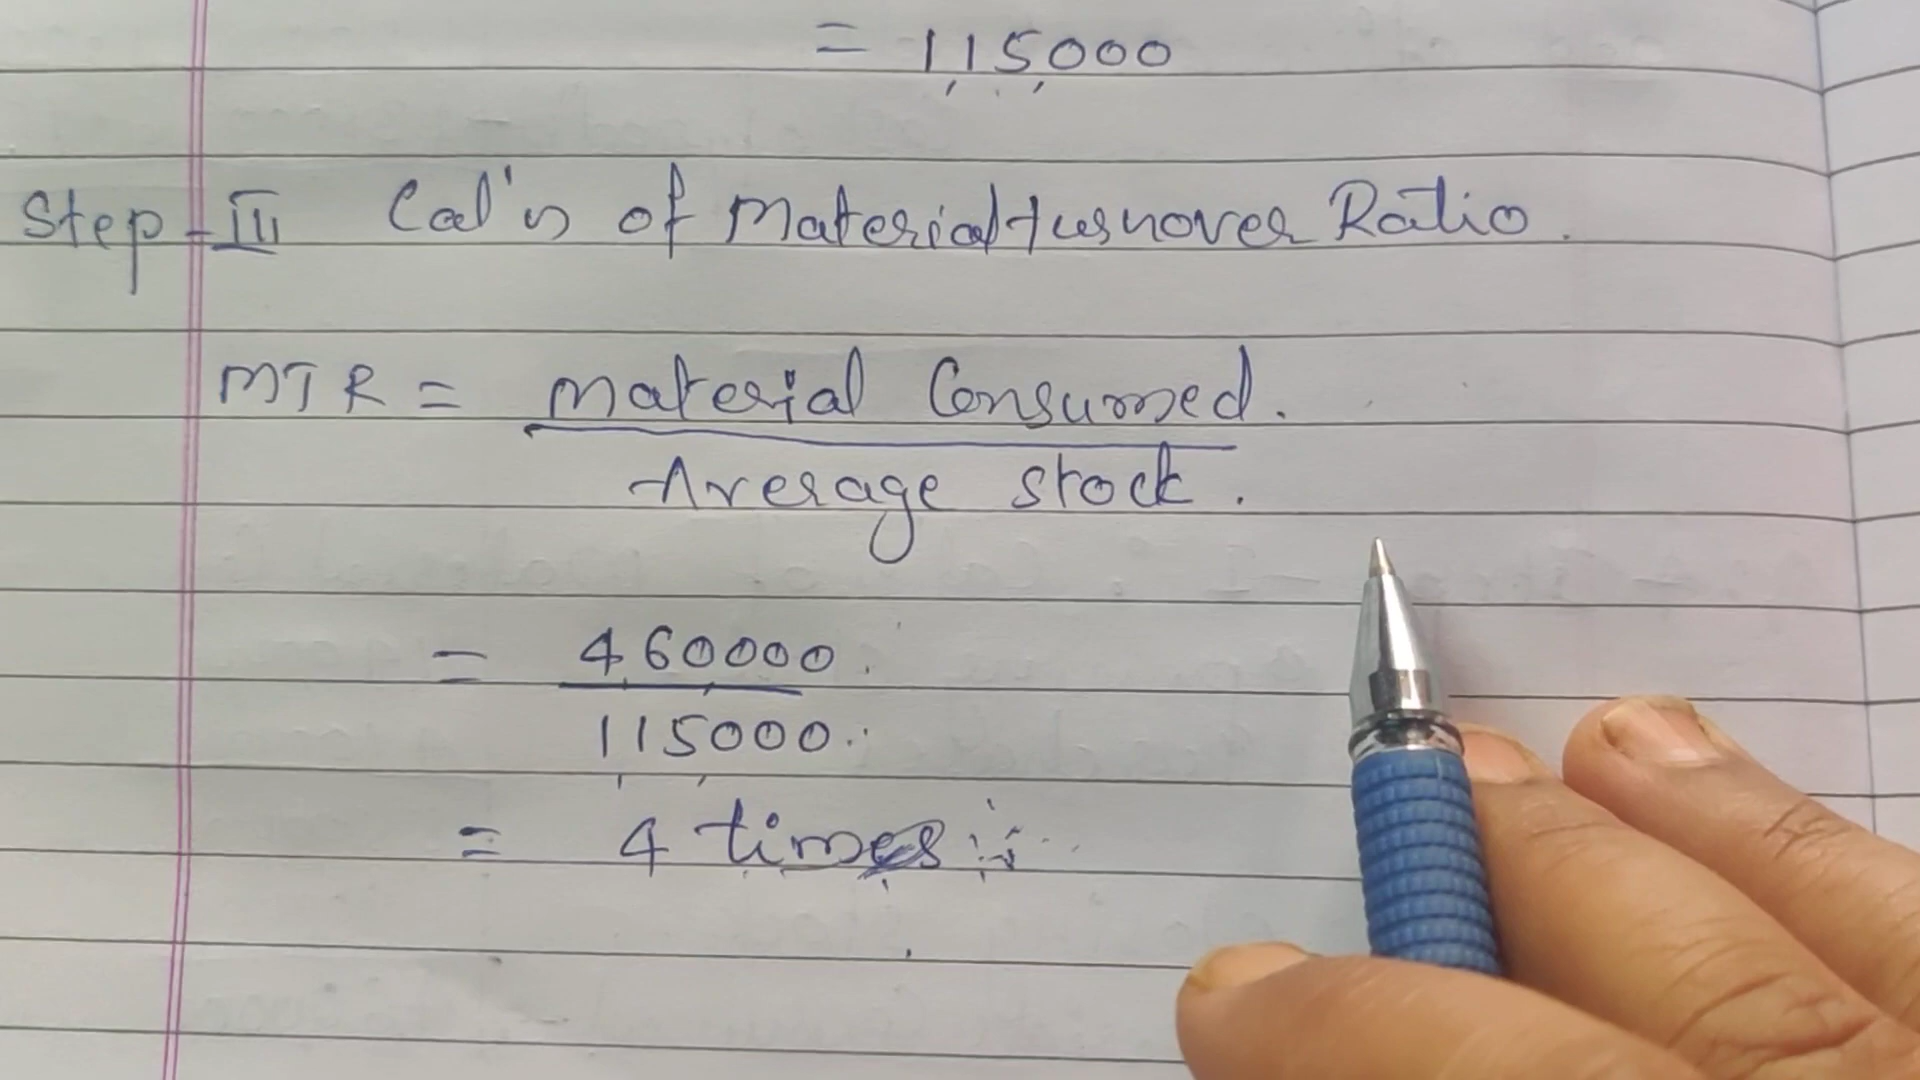 = 1,15,000
Step-III Cal'n of Material turnover Ratio.
MTR = Material Consumed.
Average stock.
= 4,60,000.
1,15,000.
= 4 times